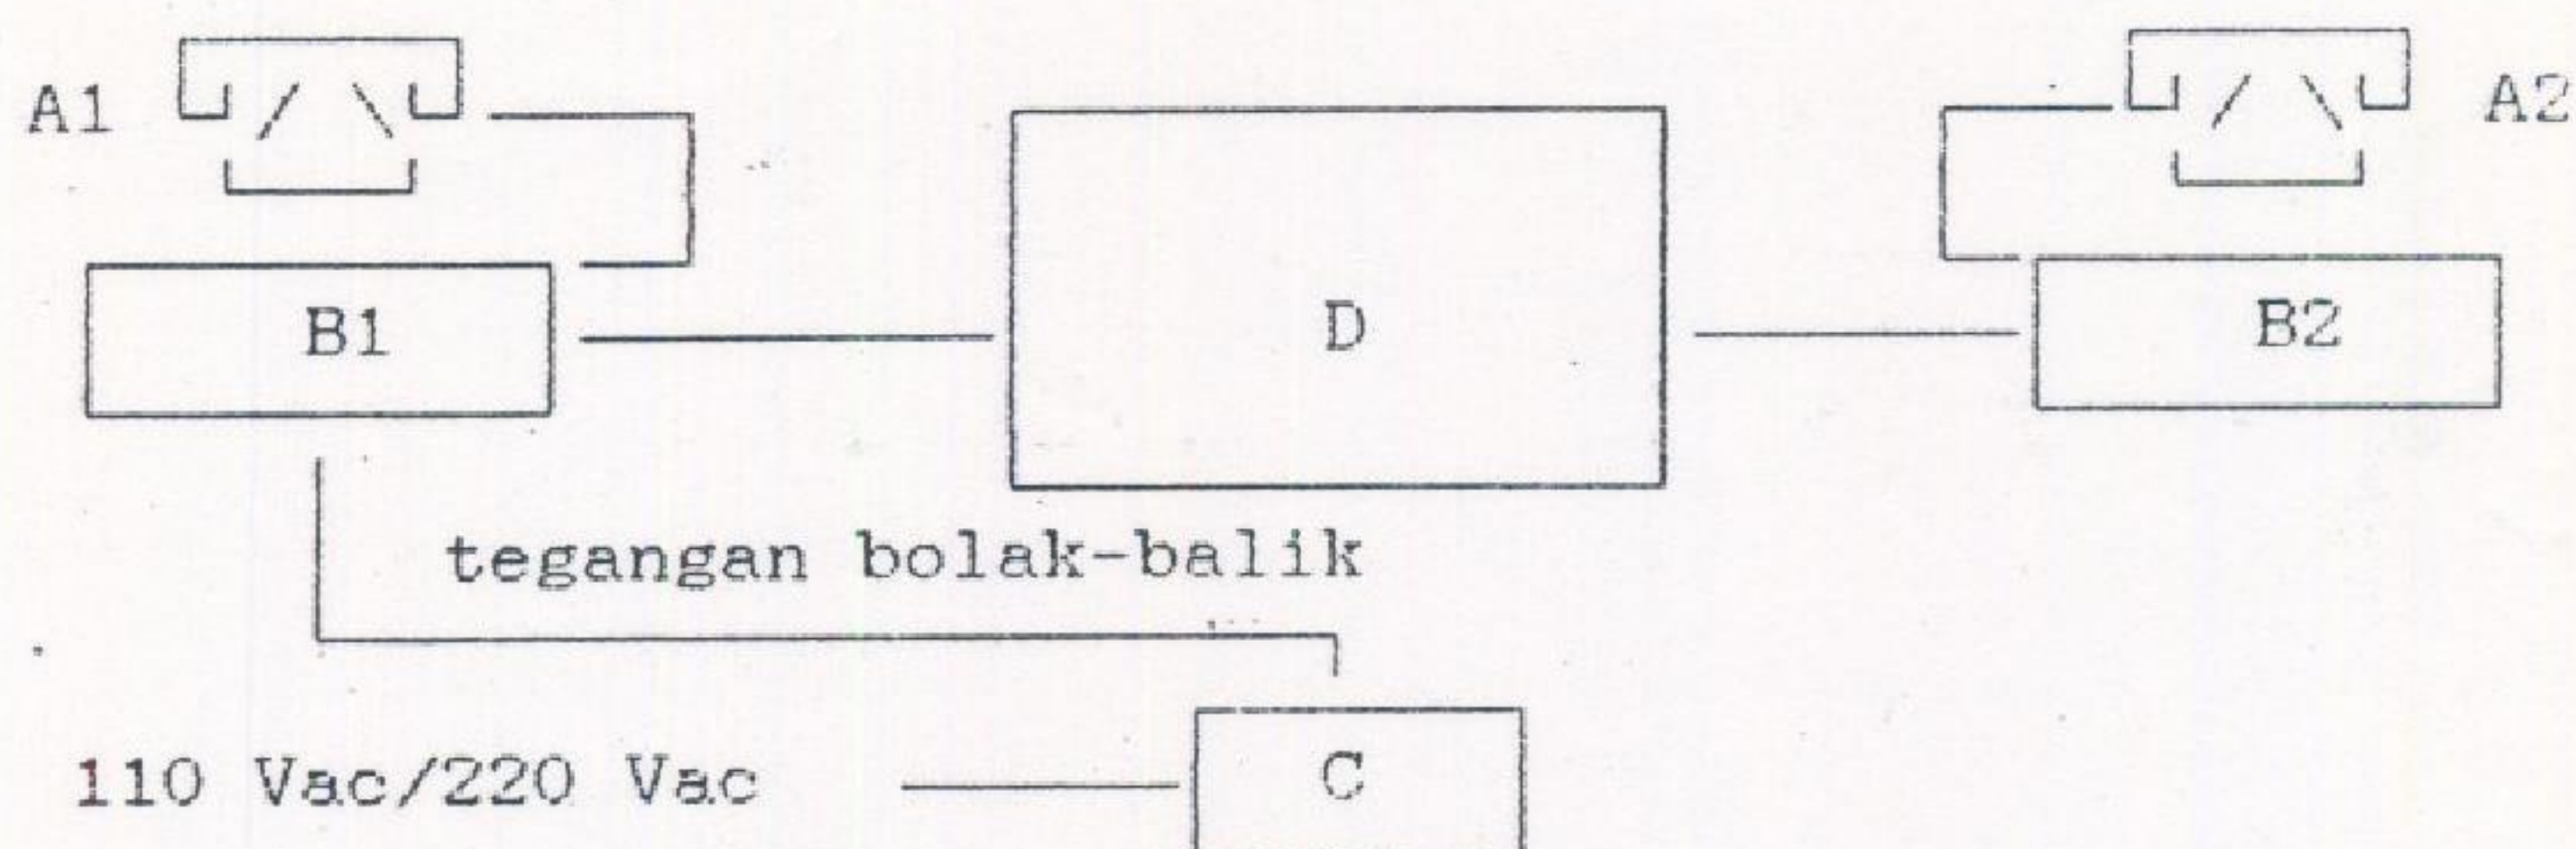 A1
A2
B1
D
B2
tegangan bolak-balik
110 Vac/220 Vac
C